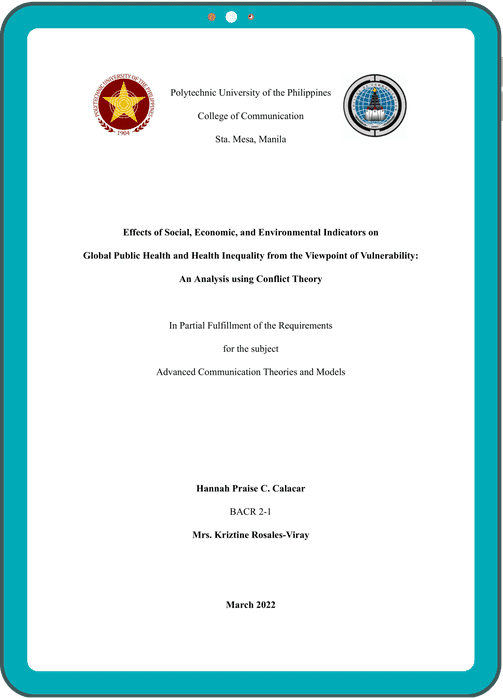 POLYTECHNIC UNIVERSITY OF THE PHILIPPINES
1904
Polytechnic University of the Philippines
College of Communication
Sta. Mesa, Manila
Effects of Social, Economic, and Environmental Indicators on
Global Public Health and Health Inequality from the Viewpoint of Vulnerability:
An Analysis using Conflict Theory
In Partial Fulfillment of the Requirements
for the subject
Advanced Communication Theories and Models
Hannah Praise C. Calacar
BACR 2-1
Mrs. Kriztine Rosales-Viray
March 2022